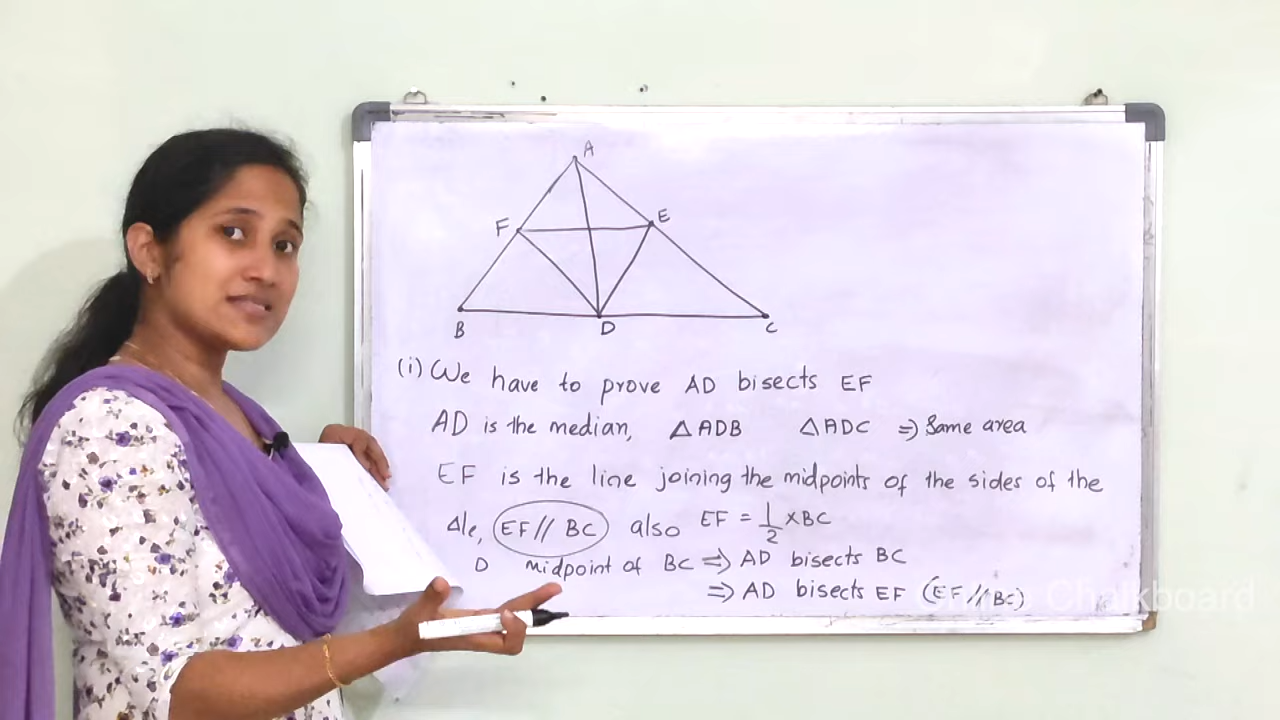 A
F E
B D C
(i) We have to prove AD bisects EF
AD is the median, △ADB △ADC ⇒ Same area
EF is the line joining the midpoints of the sides of the
Δle, EF // BC also EF = 1/2 × BC
D midpoint of BC ⇒ AD bisects BC
⇒ AD bisects EF (EF // BC)
Chalkboard